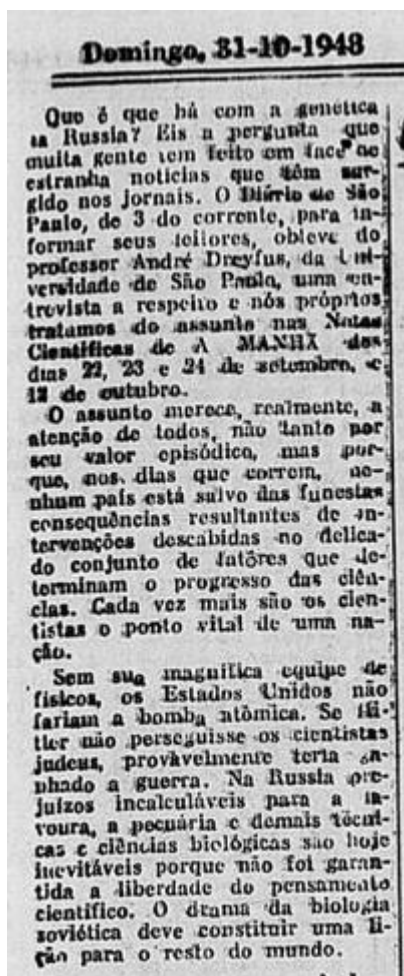 Domingo, 31-10-1948
Que é que há com a genética
na Russia? Eis a pergunta que
muita gente tem feito em face de
estranha noticias que têm sur-
gido nos jornais. O Diário de São
Paulo, de 3 do corrente, para in-
formar seus leitores, obteve do
professor André Dreyfus, da Uni-
versidade de São Paulo, uma en-
trevista a respeito e nós próprios
tratamos do assunto nas Notas
Cientificas de A MANHÃ dos
dias 22, 23 e 24 de setembro, e
12 de outubro.
O assunto merece, realmente, a
atenção de todos, não tanto por
seu valor episódico, mas por-
que, nos dias que correm, ne-
nhum país está salvo das funestas
consequências resultantes de in-
tervenções descabidas no delica-
do conjunto de fatôres que de-
terminam o progresso das ciên-
cias. Cada vez mais são os cien-
tistas o ponto vital de uma na-
ção.
Sem sua magnifica equipe de
físicos, os Estados Unidos não
fariam a bomba atômica. Se Hi-
tler não perseguisse os cientistas
judeus, provàvelmente teria ga-
nhado a guerra. Na Russia pre-
juizos incalculáveis para a la-
voura, a pecuária e demais técni-
cas e ciências biológicas são hoje
inevitáveis porque não foi garan-
tida a liberdade do pensamento
cientifico. O drama da biologia
soviética deve constituir uma li-
ção para o resto do mundo.